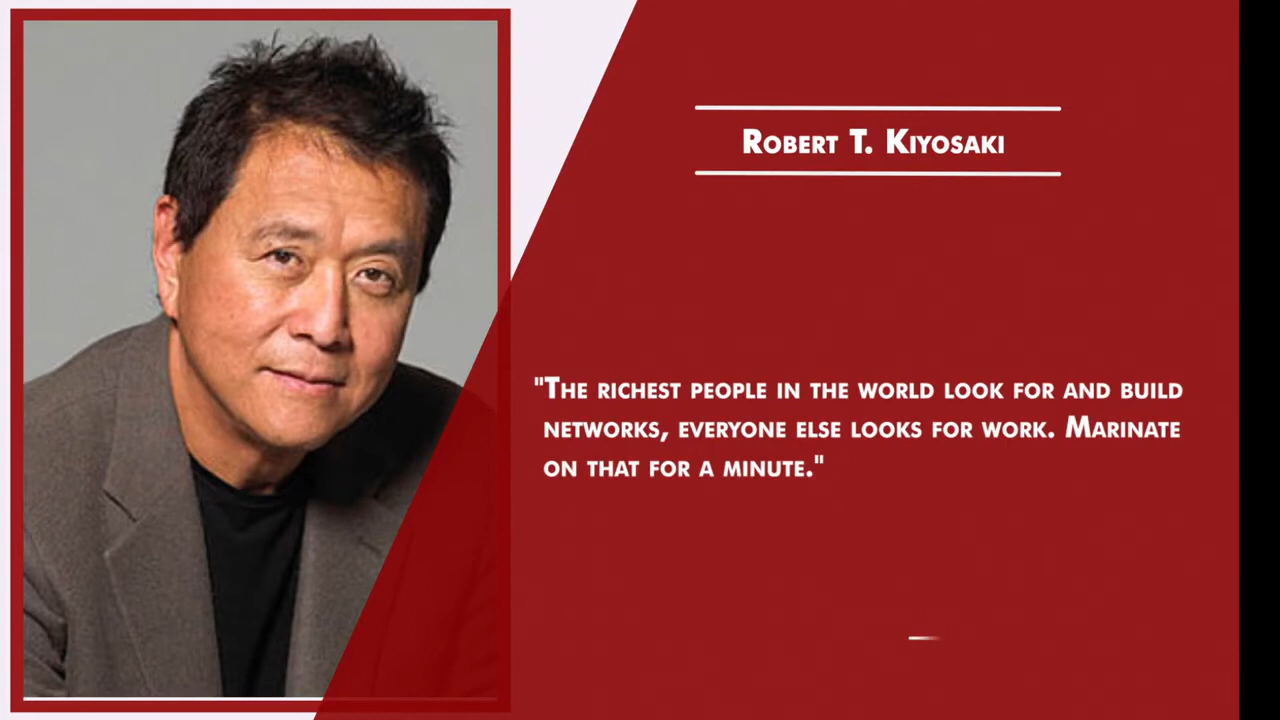 Robert T. Kiyosaki
"The richest people in the world look for and build
networks, everyone else looks for work. Marinate
on that for a minute."